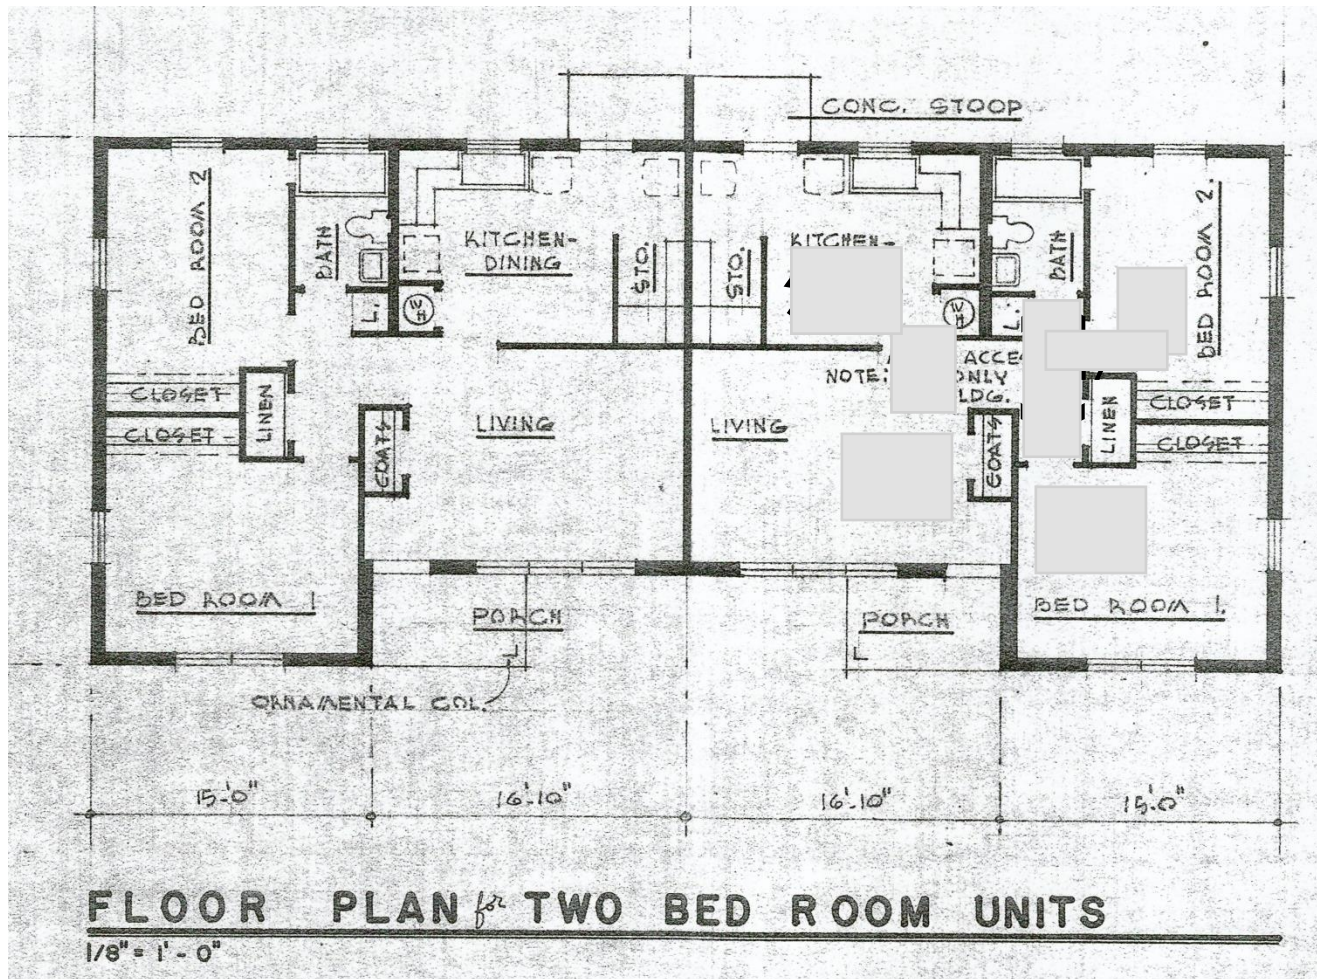 CONC. STOOP
BED ROOM 2
BATH
KITCHEN-
DINING
STO.
STO.
KITCHEN-
BATH
BED ROOM 2.
L.
WH
WH
L.
CLOSET
CLOSET
LINEN
COATS
LIVING
LIVING
NOTE:
ONLY
LDG.
COATS
LINEN
CLOSET
CLOSET
BED ROOM 1
PORCH
PORCH
BED ROOM 1.
ORNAMENTAL COL.
15'-0"
16'-10"
16'-10"
15'-0"
FLOOR PLAN for TWO BED ROOM UNITS
1/8" = 1' - 0"